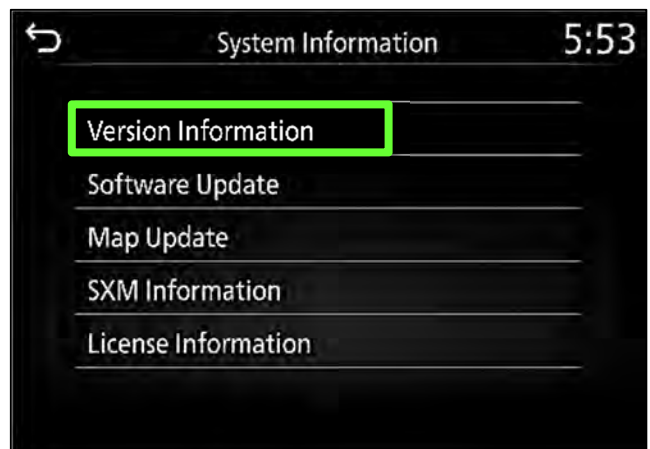 System Information 5:53
Version Information
Software Update
Map Update
SXM Information
License Information